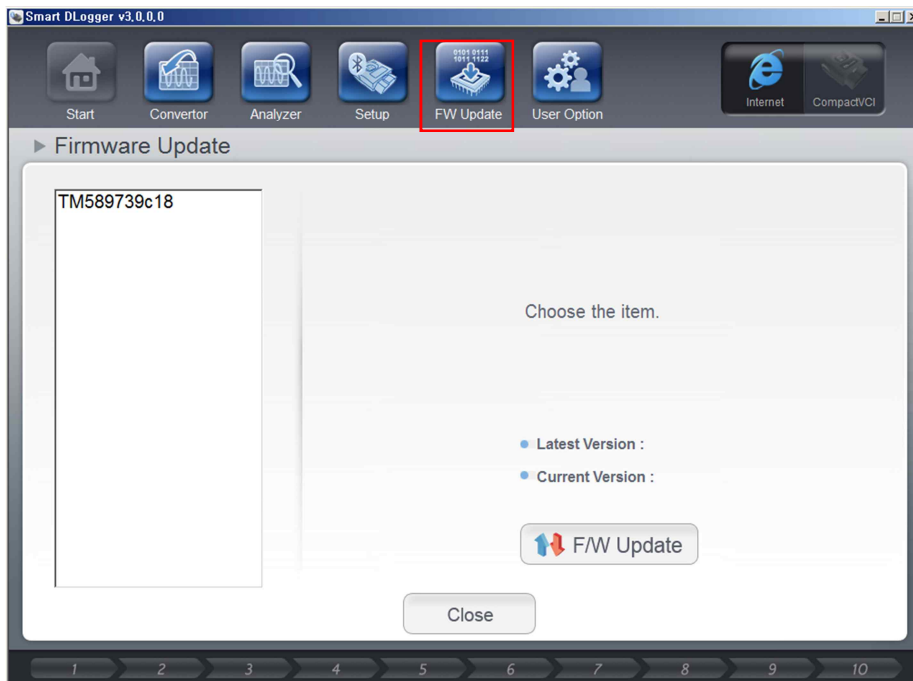 Smart DLogger v3,0,0,0
0101 0111
1011 1122
Start
Convertor
Analyzer
Setup
FW Update
User Option
Internet
CompactVCI
Firmware Update
TM589739c18
Choose the item.
Latest Version :
Current Version :
F/W Update
Close
1 2 3 4 5 6 7 8 9 10